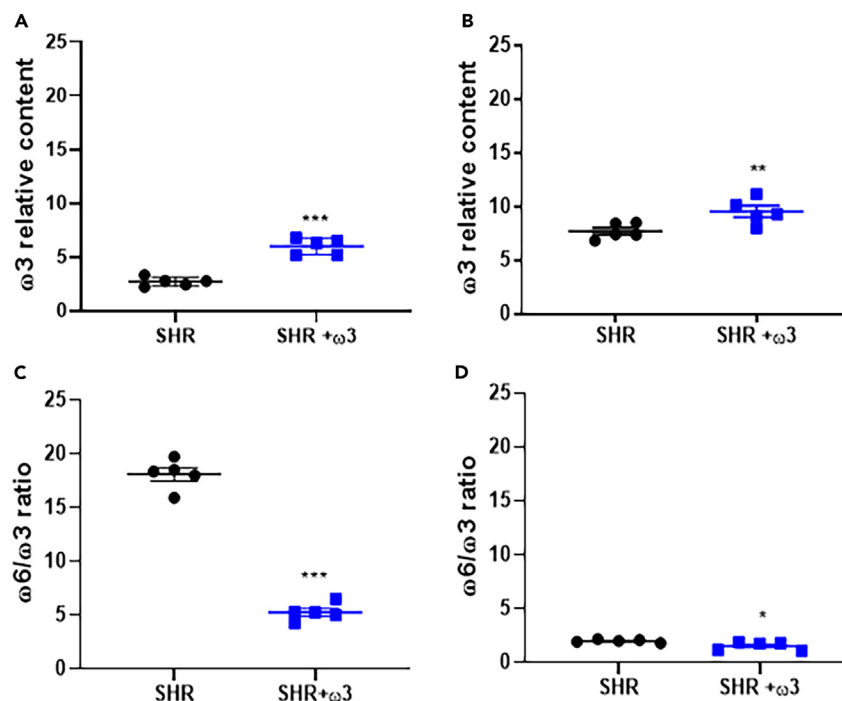 A
ω3 relative content
25
20
15
10
5
0
***
SHR
SHR +ω3
B
ω3 relative content
25
20
15
10
5
0
**
SHR
SHR +ω3
C
ω6/ω3 ratio
25
20
15
10
5
0
***
SHR
SHR+ω3
D
ω6/ω3 ratio
25
20
15
10
5
0
*
SHR
SHR +ω3